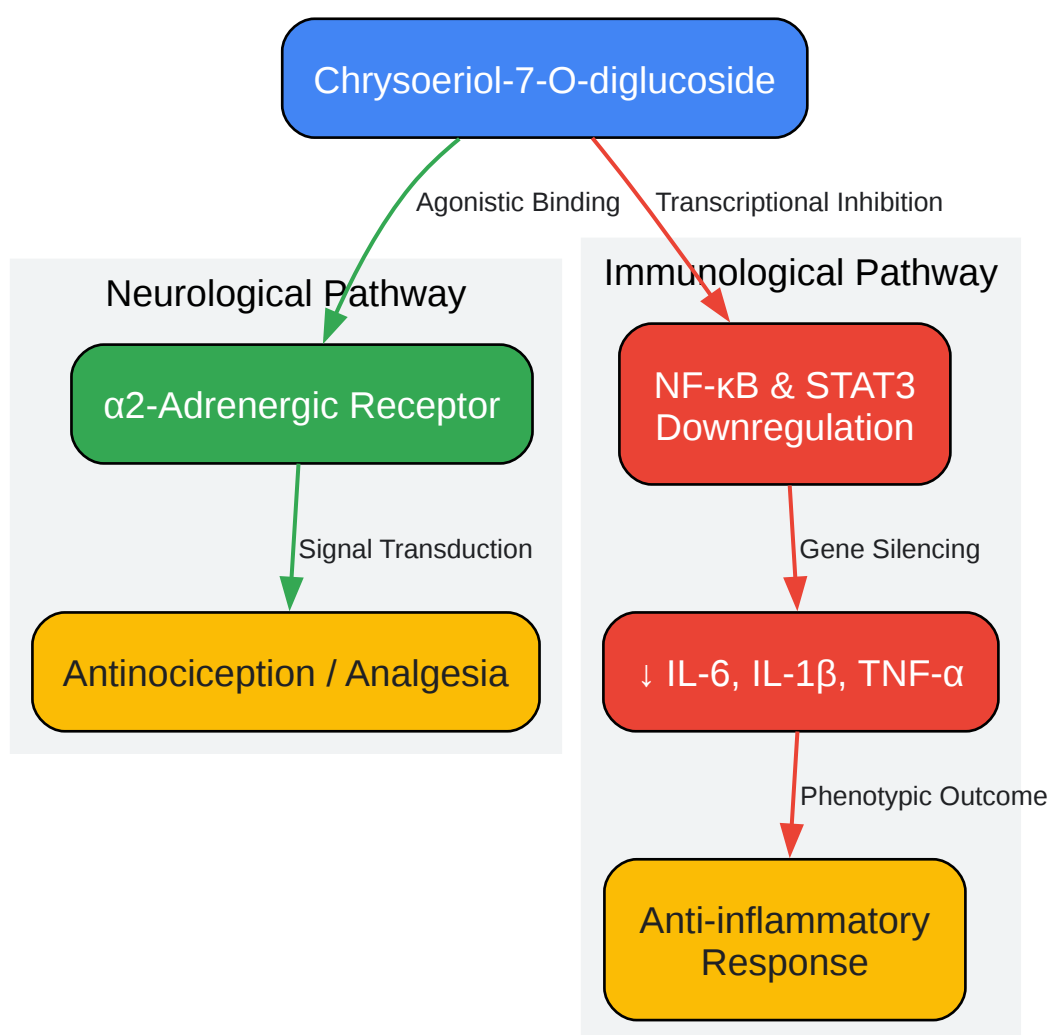 Chrysoeriol-7-O-diglucoside
Agonistic Binding
Transcriptional Inhibition
Neurological Pathway
Immunological Pathway
α2-Adrenergic Receptor
NF-κB & STAT3
Downregulation
Signal Transduction
Gene Silencing
Antinociception / Analgesia
↓ IL-6, IL-1β, TNF-α
Phenotypic Outcome
Anti-inflammatory
Response